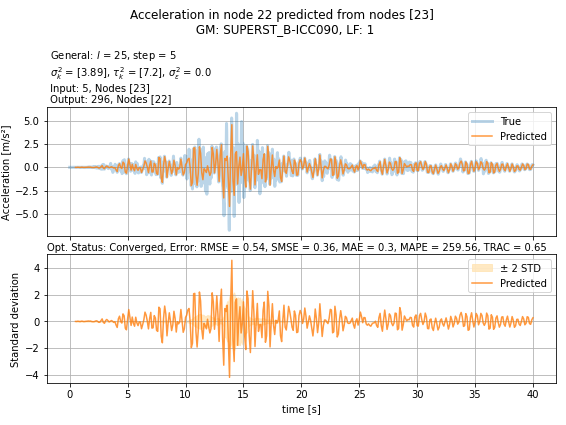 Acceleration in node 22 predicted from nodes [23]
GM: SUPERST_B-ICC090, LF: 1
General: l = 25, step = 5
σ²ₖ = [3.89], τ²ₖ = [7.2], σ²ε = 0.0
Input: 5, Nodes [23]
Output: 296, Nodes [22]
Acceleration [m/s²]
5.0
2.5
0.0
−2.5
−5.0
True
Predicted
Opt. Status: Converged, Error: RMSE = 0.54, SMSE = 0.36, MAE = 0.3, MAPE = 259.56, TRAC = 0.65
Standard deviation
4
2
0
−2
−4
± 2 STD
Predicted
0 5 10 15 20 25 30 35 40
time [s]